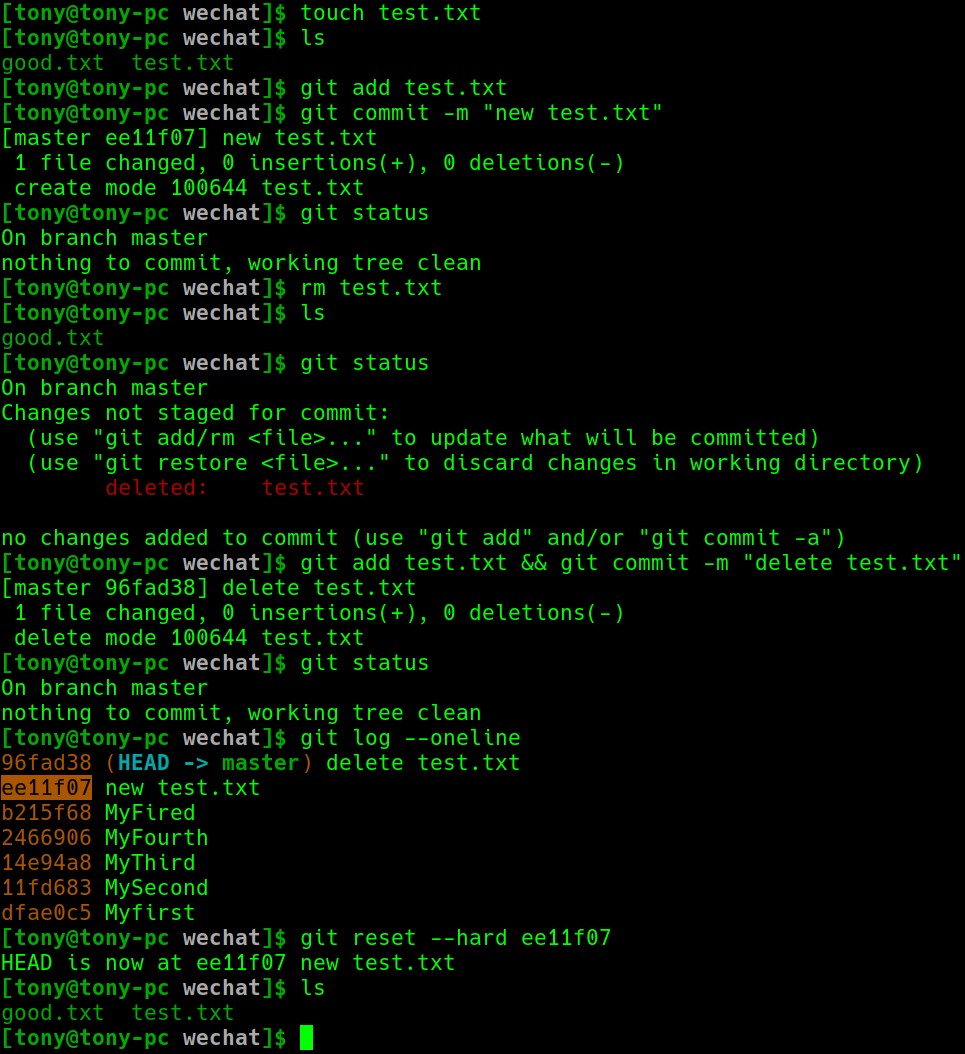 [tony@tony-pc wechat]$ touch test.txt
[tony@tony-pc wechat]$ ls
good.txt  test.txt
[tony@tony-pc wechat]$ git add test.txt
[tony@tony-pc wechat]$ git commit -m "new test.txt"
[master ee11f07] new test.txt
 1 file changed, 0 insertions(+), 0 deletions(-)
 create mode 100644 test.txt
[tony@tony-pc wechat]$ git status
On branch master
nothing to commit, working tree clean
[tony@tony-pc wechat]$ rm test.txt
[tony@tony-pc wechat]$ ls
good.txt
[tony@tony-pc wechat]$ git status
On branch master
Changes not staged for commit:
  (use "git add/rm <file>..." to update what will be committed)
  (use "git restore <file>..." to discard changes in working directory)
        deleted:    test.txt

no changes added to commit (use "git add" and/or "git commit -a")
[tony@tony-pc wechat]$ git add test.txt && git commit -m "delete test.txt"
[master 96fad38] delete test.txt
 1 file changed, 0 insertions(+), 0 deletions(-)
 delete mode 100644 test.txt
[tony@tony-pc wechat]$ git status
On branch master
nothing to commit, working tree clean
[tony@tony-pc wechat]$ git log --oneline
96fad38 (HEAD -> master) delete test.txt
ee11f07 new test.txt
b215f68 MyFired
2466906 MyFourth
14e94a8 MyThird
11fd683 MySecond
dfae0c5 Myfirst
[tony@tony-pc wechat]$ git reset --hard ee11f07
HEAD is now at ee11f07 new test.txt
[tony@tony-pc wechat]$ ls
good.txt  test.txt
[tony@tony-pc wechat]$